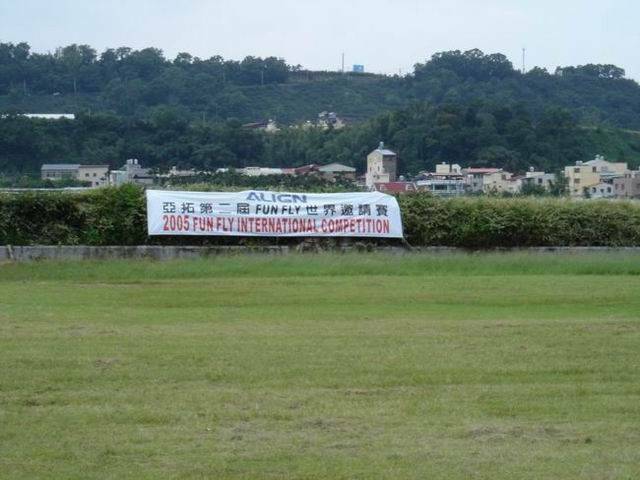 ALIGN
亞拓第二屆 FUN FLY 世界邀請賽
2005 FUN FLY INTERNATIONAL COMPETITION